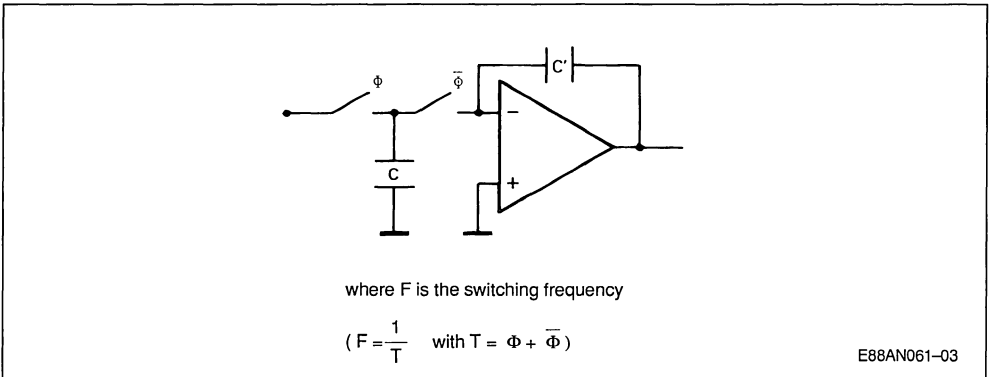 Φ
Φ̅
C'
−
+
C
where F is the switching frequency
( F = 1/T with T = Φ + Φ̅ )
E88AN061–03